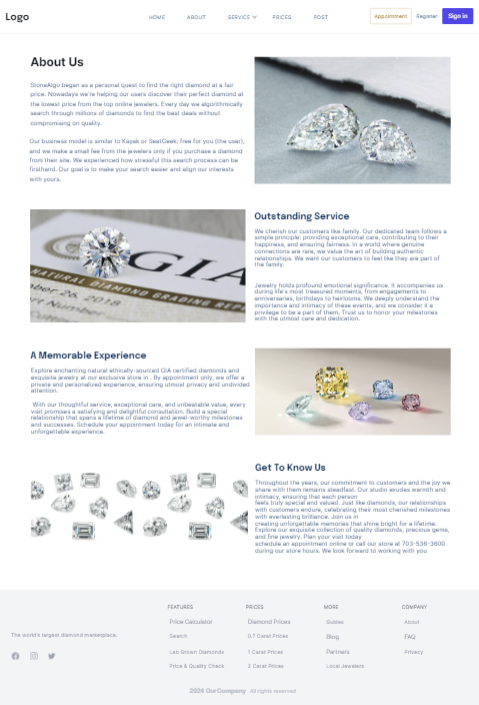 Logo
HOME ABOUT SERVICE PRICES POST
Appointment Register Sign in
About Us
StoneAlgo began as a personal quest to find the right diamond at a fair
price. Nowadays we're helping our users discover their perfect diamond at
the lowest price from the top online jewelers. Every day we algorithmically
search through millions of diamonds to find the best deals without
compromising on quality.
Our business model is similar to Kayak or SeatGeek: free for you (the user),
and we make a small fee from the jewelers only if you purchase a diamond
from their site. We experienced how stressful this search process can be
firsthand. Our goal is to make your search easier and align our interests
with yours.
GIA
NATURAL DIAMOND GRADING REP
Outstanding Service
We cherish our customers like family. Our dedicated team follows a
simple principle: providing exceptional care, contributing to their
happiness, and ensuring fairness. In a world where genuine
connections are rare, we value the art of building authentic
relationships. We want our customers to feel like they are part of
the family.
Jewelry holds profound emotional significance. It accompanies us
during life's most treasured moments, from engagements to
anniversaries, birthdays to heirlooms. We deeply understand the
importance and intimacy of these events, and we consider it a
privilege to be a part of them. Trust us to honor your milestones
with the utmost care and dedication.
A Memorable Experience
Explore enchanting natural ethically-sourced GIA certified diamonds and
exquisite jewelry at our exclusive store in . By appointment only, we offer a
private and personalized experience, ensuring utmost privacy and undivided
attention.
With our thoughtful service, exceptional care, and unbeatable value, every
visit promises a satisfying and delightful consultation. Build a special
relationship that spans a lifetime of diamond and jewel-worthy milestones
and successes. Schedule your appointment today for an intimate and
unforgettable experience.
Get To Know Us
Throughout the years, our commitment to customers and the joy we
share with them remains steadfast. Our studio exudes warmth and
intimacy, ensuring that each person
feels truly special and valued. Just like diamonds, our relationships
with customers endure, celebrating their most cherished milestones
with everlasting brilliance. Join us in
creating unforgettable memories that shine bright for a lifetime.
Explore our exquisite collection of quality diamonds, precious gems,
and fine jewelry. Plan your visit today
schedule an appointment online or call our store at 703-536-3600
during our store hours. We look forward to working with you
The world's largest diamond marketplace.
FEATURES
Price Calculator
Search
Lab Grown Diamonds
Price & Quality Check
PRICES
Diamond Prices
0.7 Carat Prices
1 Carat Prices
2 Carat Prices
MORE
Guides
Blog
Partners
Local Jewelers
COMPANY
About
FAQ
Privacy
2024 OurCompany All rights reserved